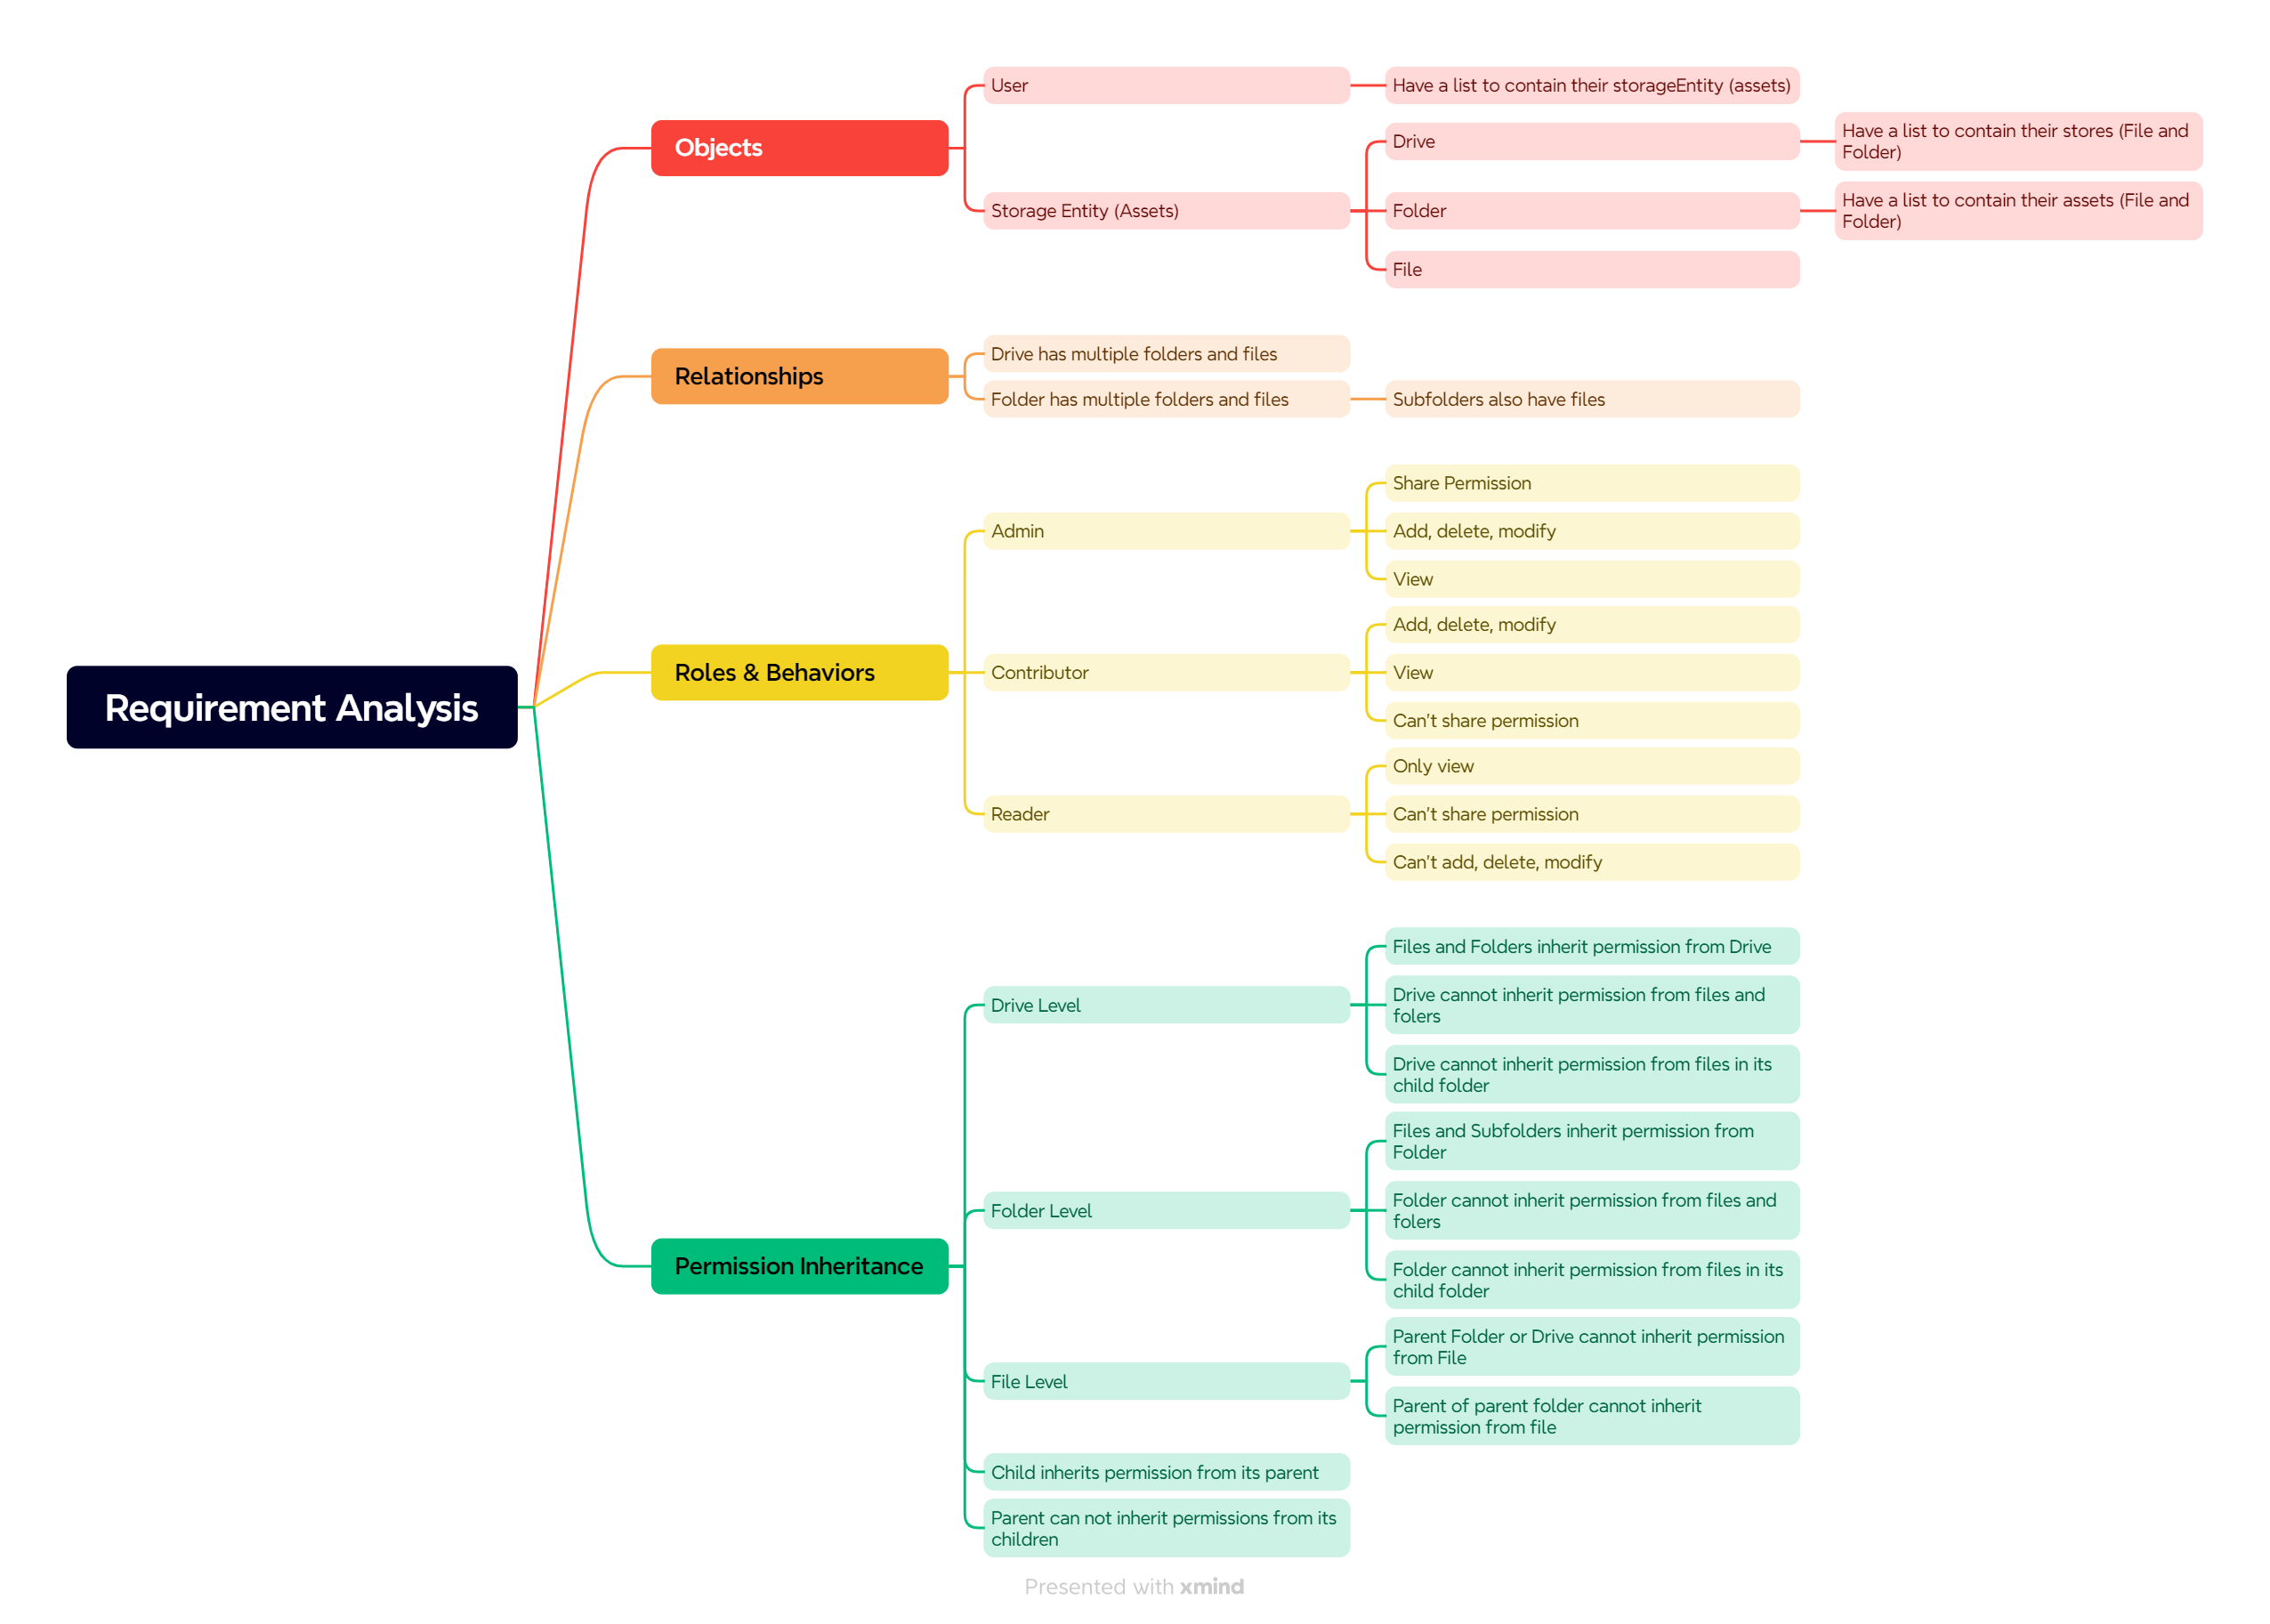 Requirement Analysis
Objects
User
Have a list to contain their storageEntity (assets)
Storage Entity (Assets)
Drive
Have a list to contain their stores (File and
Folder)
Folder
Have a list to contain their assets (File and
Folder)
File
Relationships
Drive has multiple folders and files
Folder has multiple folders and files
Subfolders also have files
Roles & Behaviors
Admin
Share Permission
Add, delete, modify
View
Contributor
Add, delete, modify
View
Can't share permission
Reader
Only view
Can't share permission
Can't add, delete, modify
Permission Inheritance
Drive Level
Files and Folders inherit permission from Drive
Drive cannot inherit permission from files and
folers
Drive cannot inherit permission from files in its
child folder
Folder Level
Files and Subfolders inherit permission from
Folder
Folder cannot inherit permission from files and
folers
Folder cannot inherit permission from files in its
child folder
File Level
Parent Folder or Drive cannot inherit permission
from File
Parent of parent folder cannot inherit
permission from file
Child inherits permission from its parent
Parent can not inherit permissions from its
children
Presented with xmind